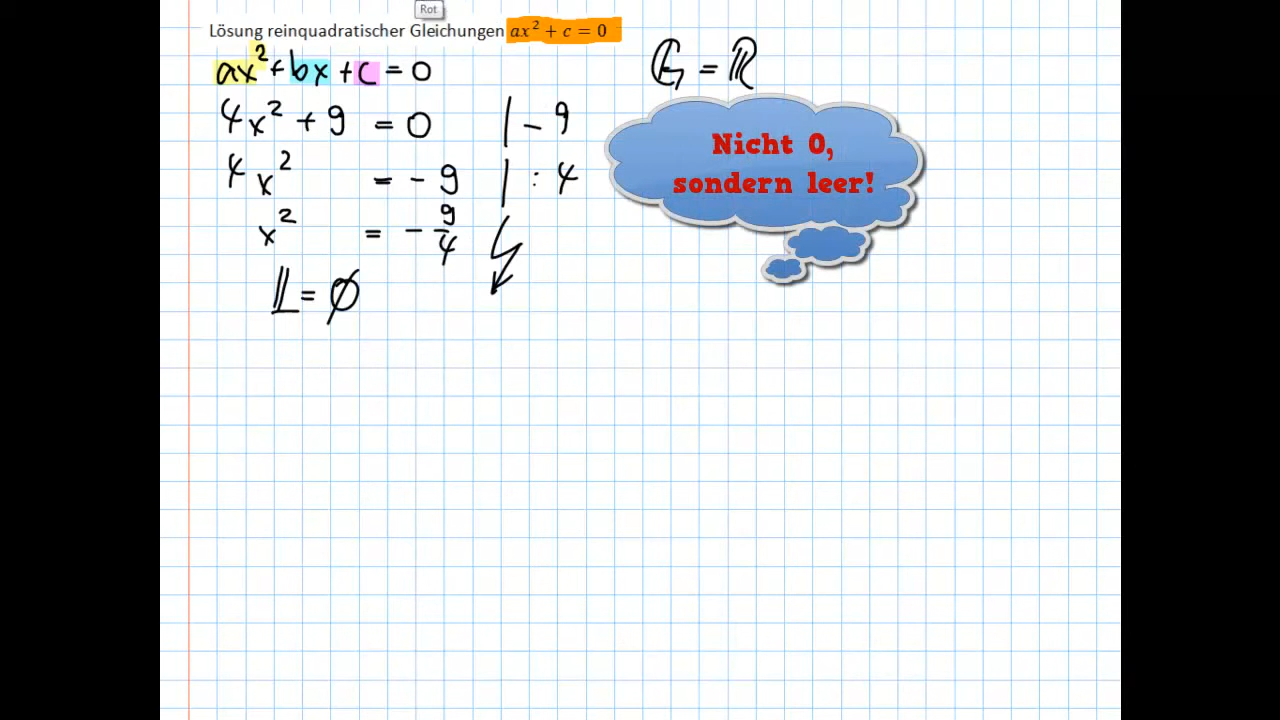 Rot
Lösung reinquadratischer Gleichungen ax² + c = 0
ax² + bx + c = 0
𝔾 = ℝ
4x² + 9 = 0 | - 9
Nicht 0,
sondern leer!
4x² = - 9 | : 4
x² = - 9/4 ↯
𝕃 = ∅